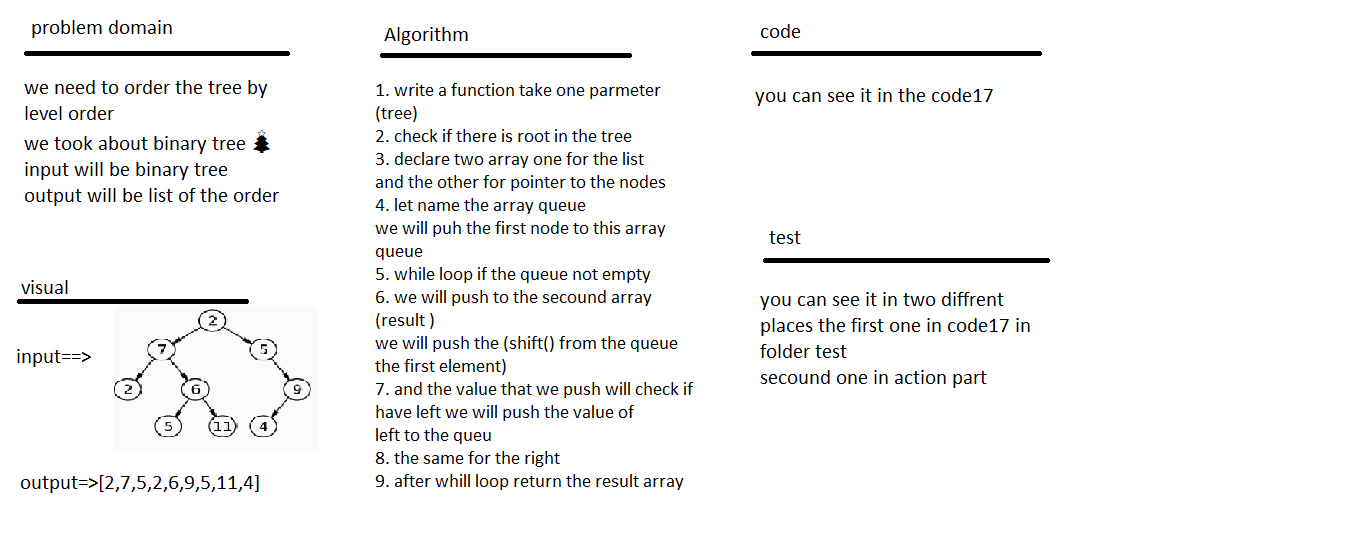 problem domain
we need to order the tree by
level order
we took about binary tree
input will be binary tree
output will be list of the order
visual
input==>
2
7
5
2
6
9
5
11
4
output=>[2,7,5,2,6,9,5,11,4]
Algorithm
1. write a function take one parmeter
(tree)
2. check if there is root in the tree
3. declare two array one for the list
and the other for pointer to the nodes
4. let name the array queue
we will puh the first node to this array
queue
5. while loop if the queue not empty
6. we will push to the secound array
(result )
we will push the (shift() from the queue
the first element)
7. and the value that we push will check if
have left we will push the value of
left to the queu
8. the same for the right
9. after whill loop return the result array
code
you can see it in the code17
test
you can see it in two diffrent
places the first one in code17 in
folder test
secound one in action part